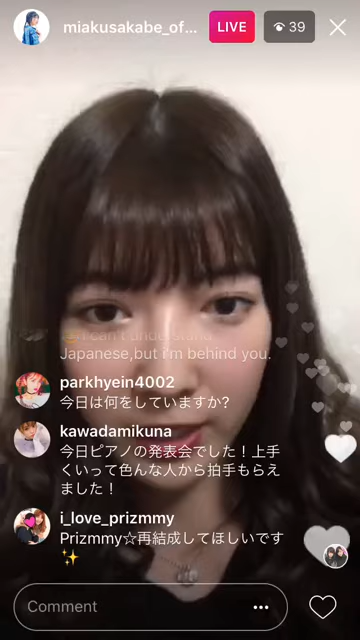 miakusakabe_of...
LIVE
39
I can't understand
Japanese,but i'm behind you.
parkhyein4002
今日は何をしていますか?
kawadamikuna
今日ピアノの発表会でした！上手
くいって色んな人から拍手もらえ
ました！
i_love_prizmmy
Prizmmy☆再結成してほしいです
✨
Comment